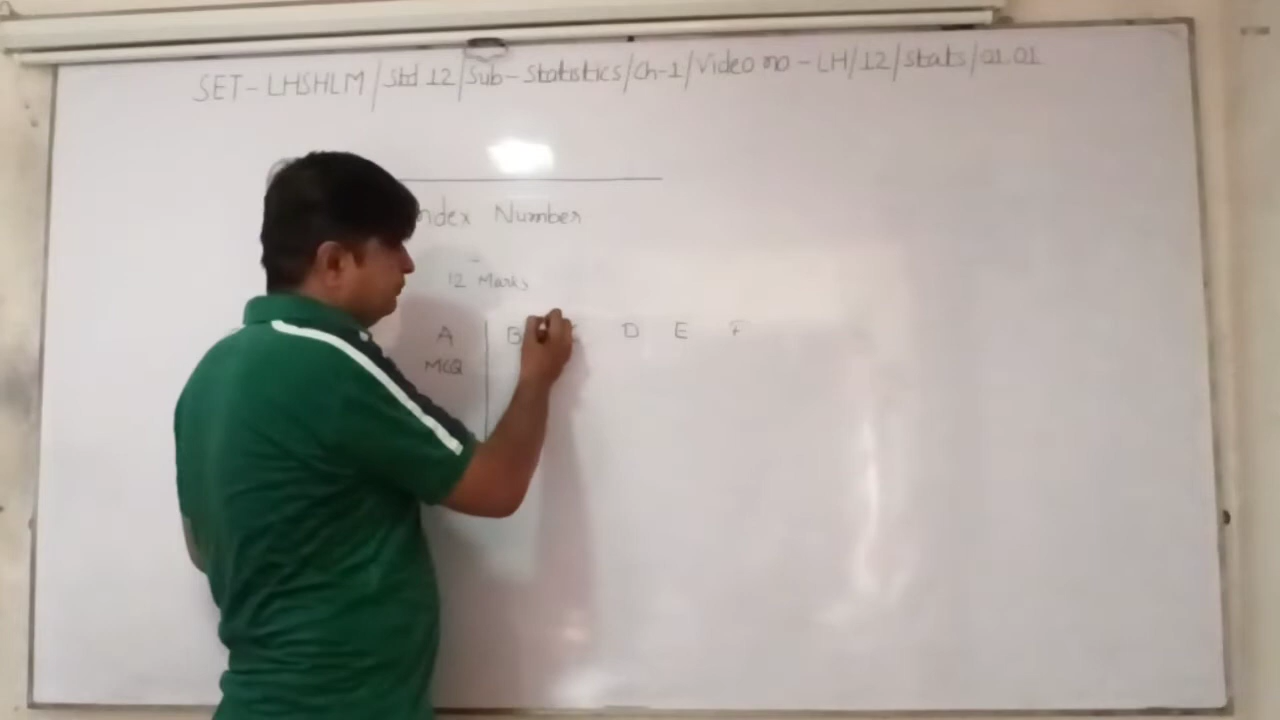 SET - LHSHLM / Std 12 / Sub - Statistics / Ch-1 / Video no - LH / 12 / Stats / 01.01
Number
12 Marks
A B D E F
MCQ